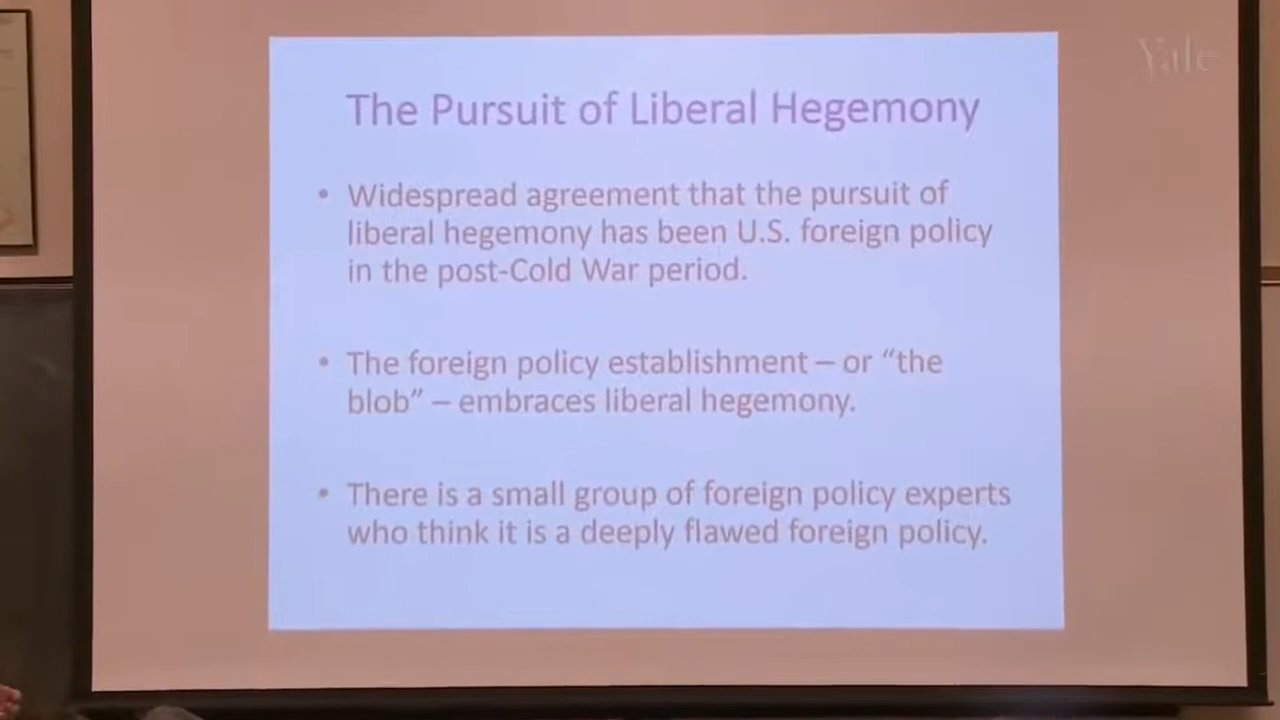 Yale
The Pursuit of Liberal Hegemony
• Widespread agreement that the pursuit of
liberal hegemony has been U.S. foreign policy
in the post-Cold War period.
• The foreign policy establishment – or “the
blob” – embraces liberal hegemony.
• There is a small group of foreign policy experts
who think it is a deeply flawed foreign policy.